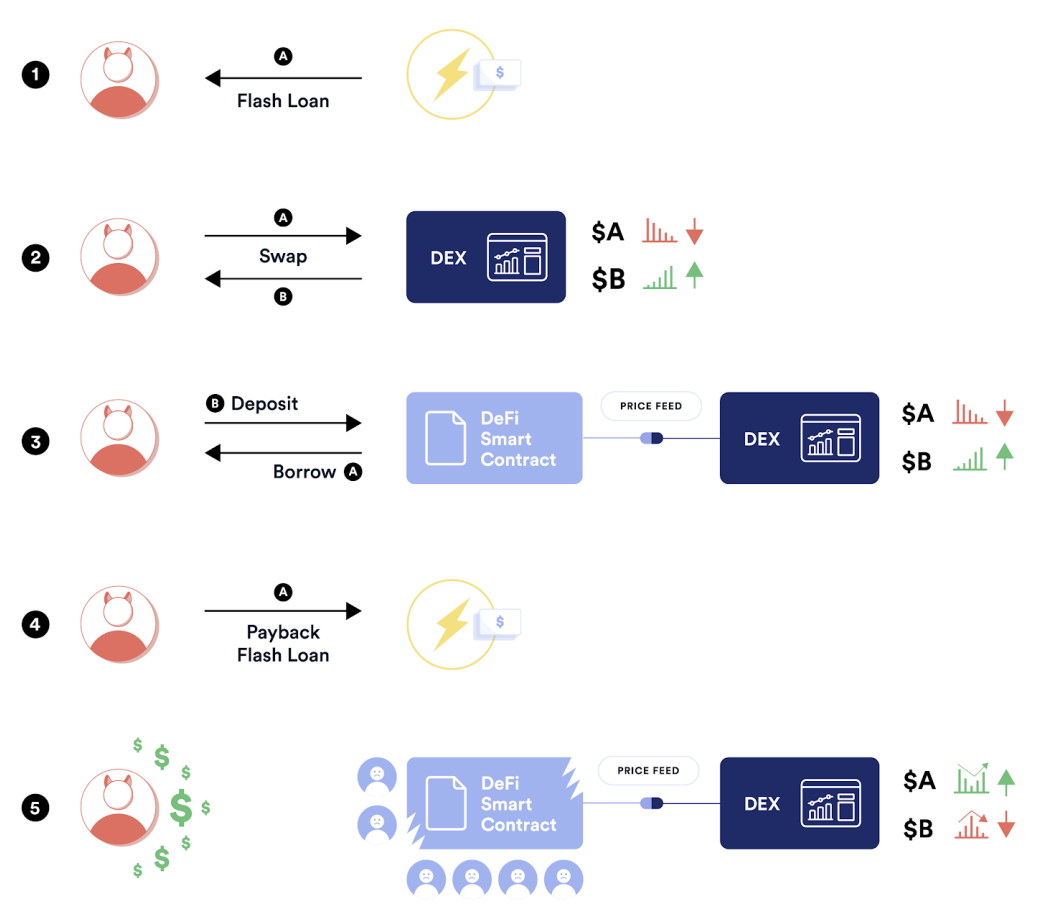 1
A
Flash Loan
$
2
A
Swap
B
DEX
$A
$B
3
B Deposit
Borrow A
DeFi
Smart
Contract
PRICE FEED
DEX
$A
$B
4
A
Payback
Flash Loan
$
5
$
$
$
$
$
$
$
$
DeFi
Smart
Contract
PRICE FEED
DEX
$A
$B